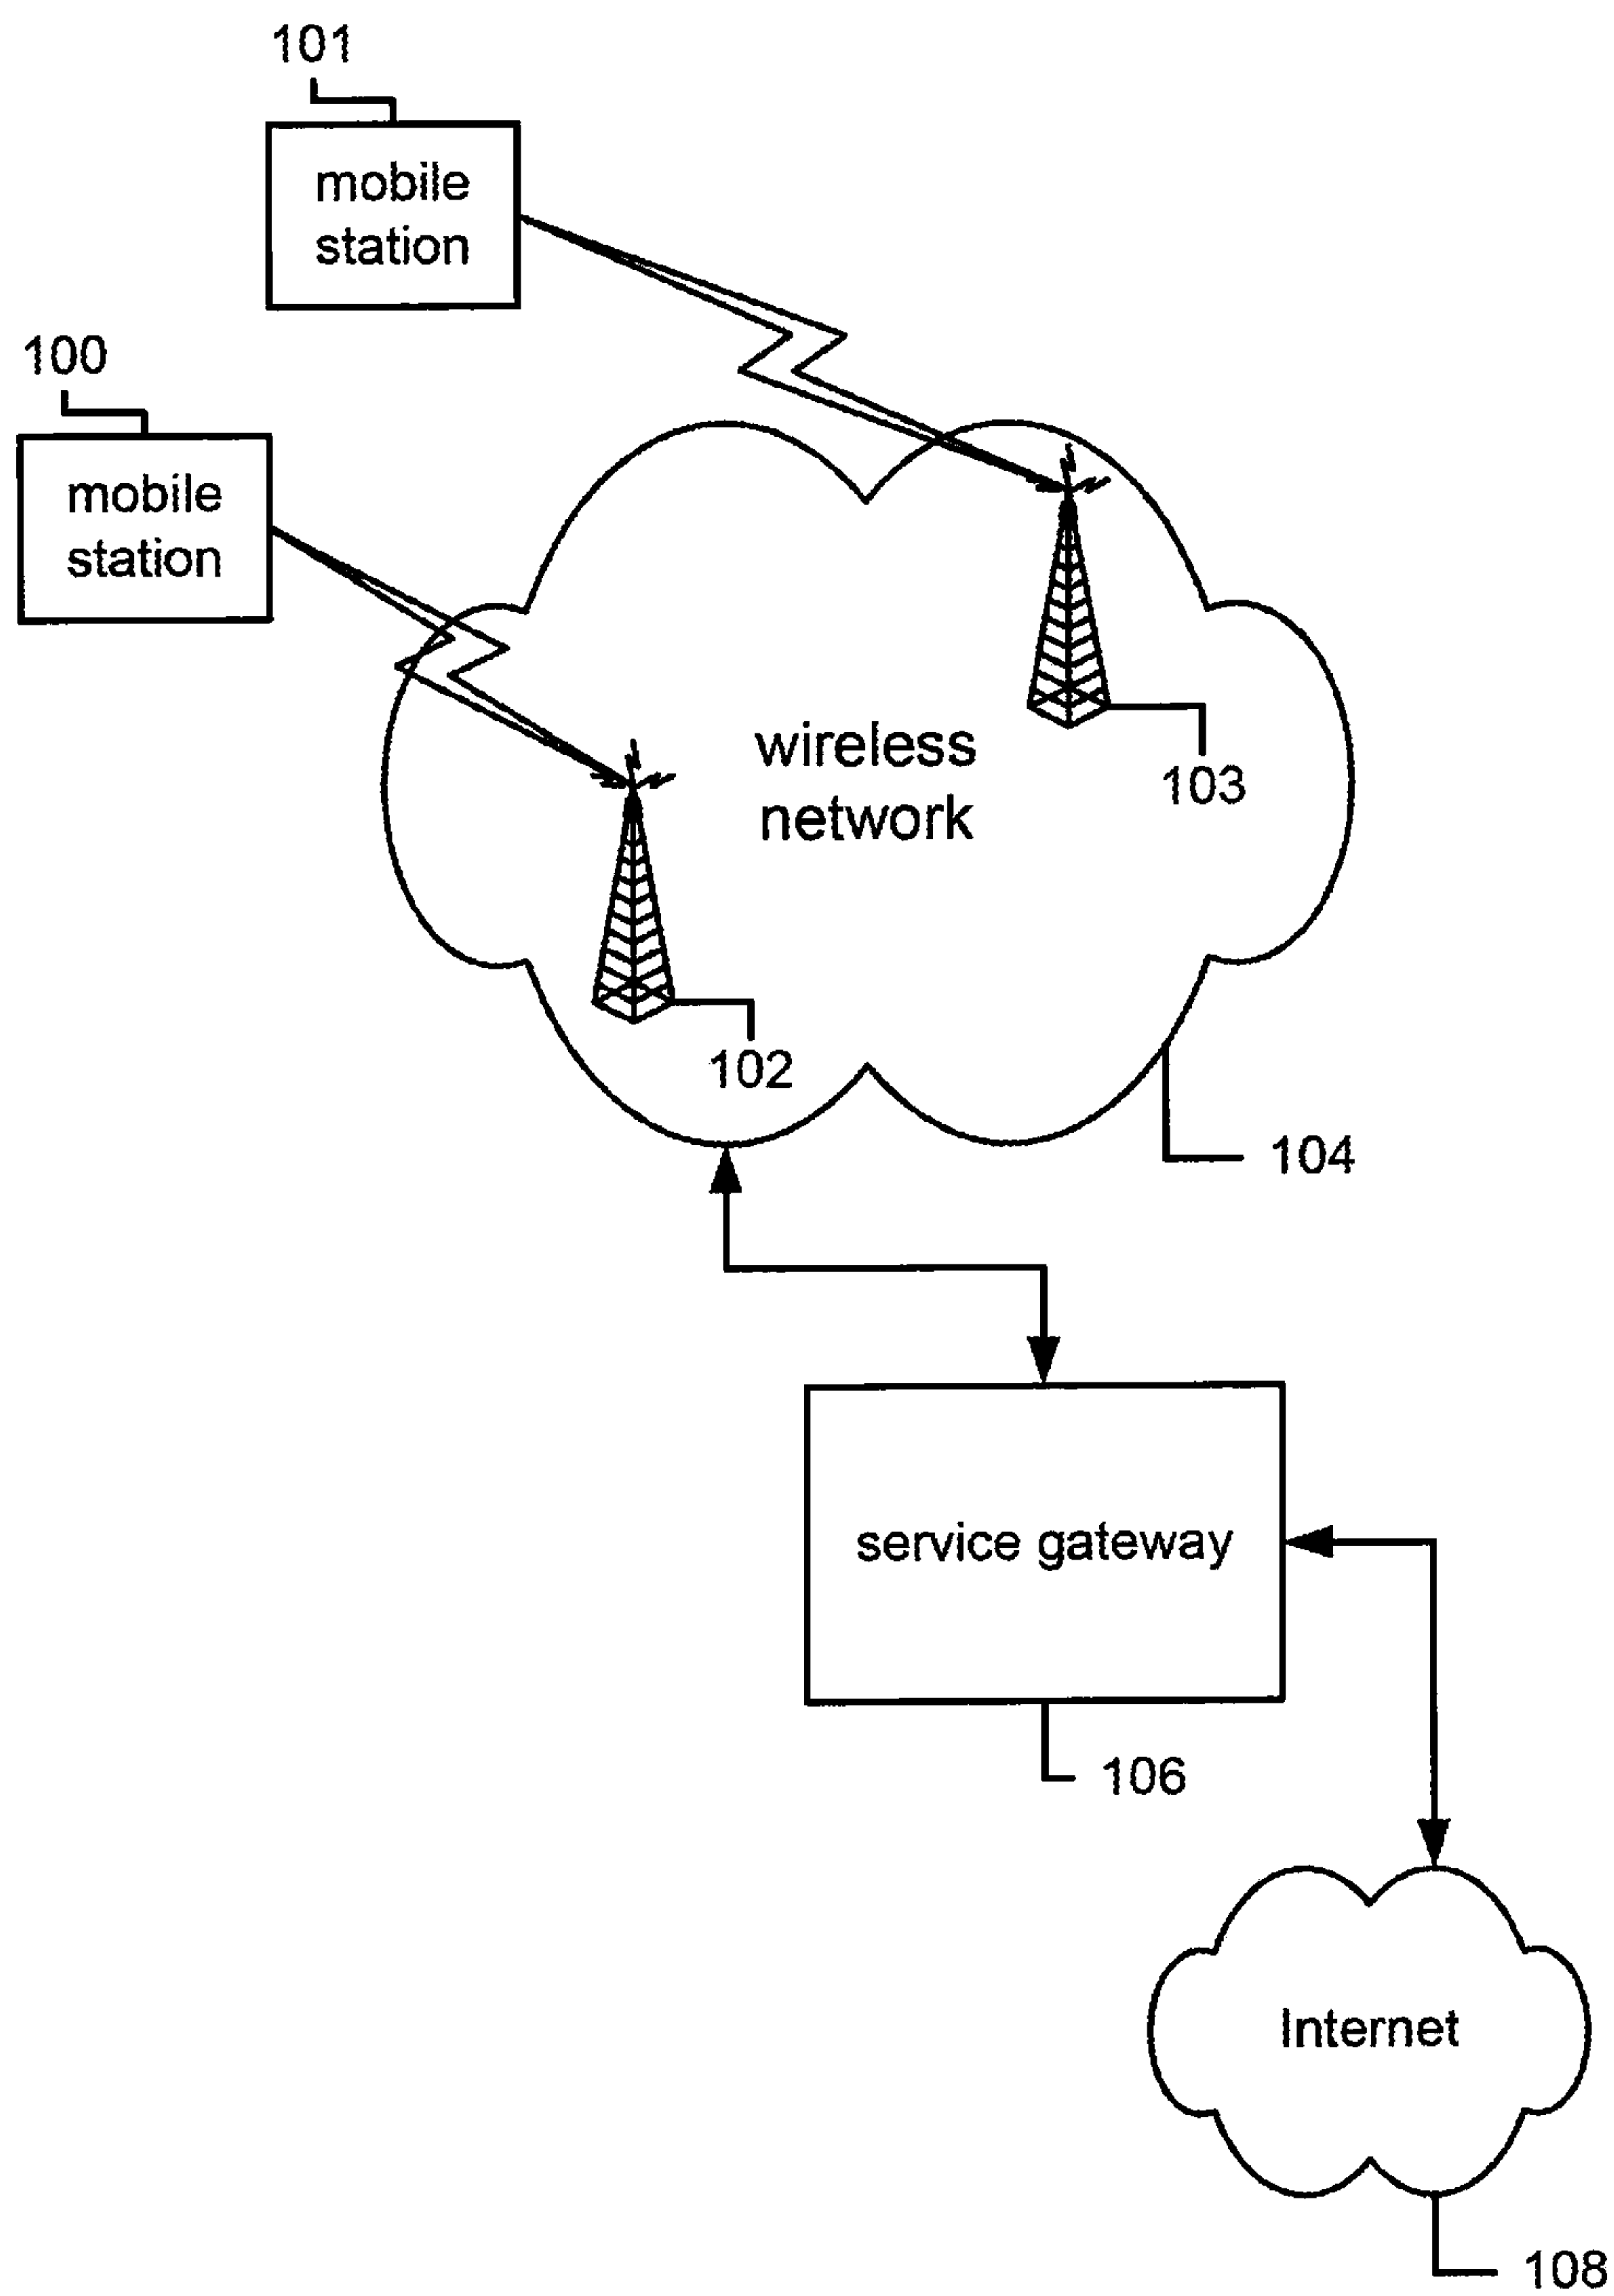 101
mobile
station
100
mobile
station
wireless
network
103
102
104
service gateway
106
Internet
108